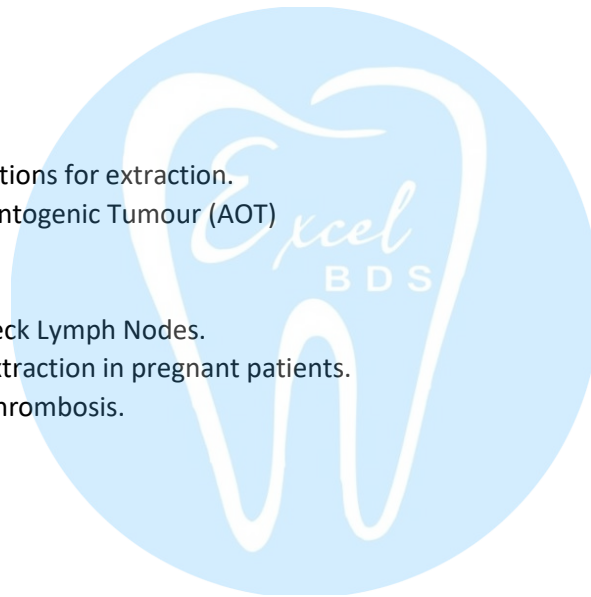 tions for extraction.
ntogenic Tumour (AOT)
Excel
BDS
eck Lymph Nodes.
xtraction in pregnant patients.
hrombosis.